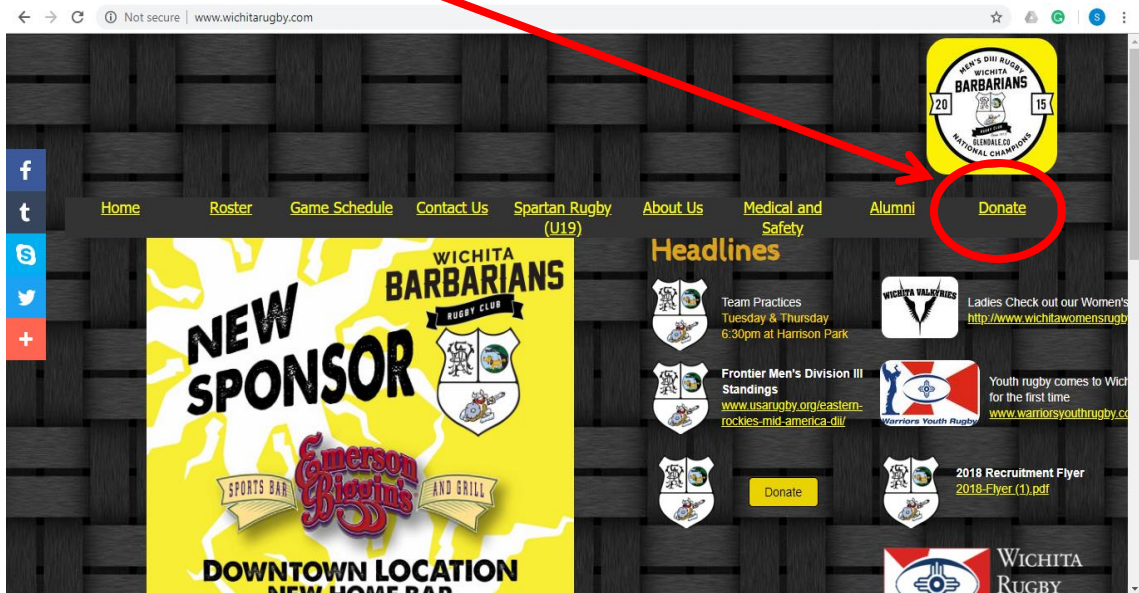 Not secure | www.wichitarugby.com
S
MEN'S DIII RUGBY
WICHITA
BARBARIANS
20 15
RUGBY CLUB
GLENDALE, CO
NATIONAL CHAMPIONS
f
t
S
+
Home Roster Game Schedule Contact Us Spartan Rugby (U19) About Us Medical and Safety Alumni Donate
NEW
SPONSOR
WICHITA
BARBARIANS
RUGBY CLUB
SPORTS BAR
Emerson
Biggin's
AND GRILL
DOWNTOWN LOCATION
NEW HOME BAR
Headlines
Team Practices
Tuesday & Thursday
6:30pm at Harrison Park
Frontier Men's Division III
Standings
www.usarugby.org/eastern-
rockies-mid-america-dii/
Donate
WICHITA VALKYRIES
Ladies Check out our Women's
http://www.wichitawomensrugb
Warriors Youth Rugby
Youth rugby comes to Wich
for the first time
www.warriorsyouthrugby.co
2018 Recruitment Flyer
2018-Flyer (1).pdf
WICHITA
RUGBY